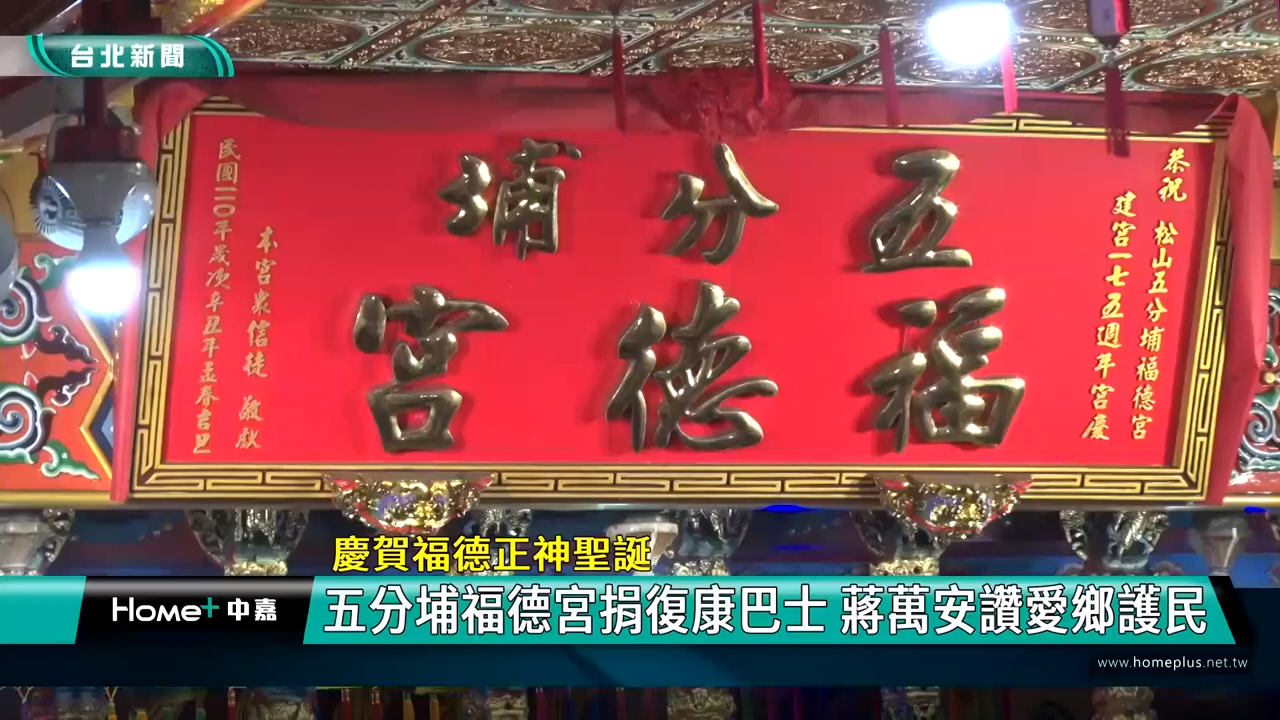 台北新聞
恭祝 松山五分埔福德宮
建宮一七五週年宮慶
五分埔
福德宮
本宮眾信徒 敬獻
民國一一〇年歲次辛丑年孟春吉旦
慶賀福德正神聖誕
Home+中嘉
五分埔福德宮捐復康巴士 蔣萬安讚愛鄉護民
www.homeplus.net.tw